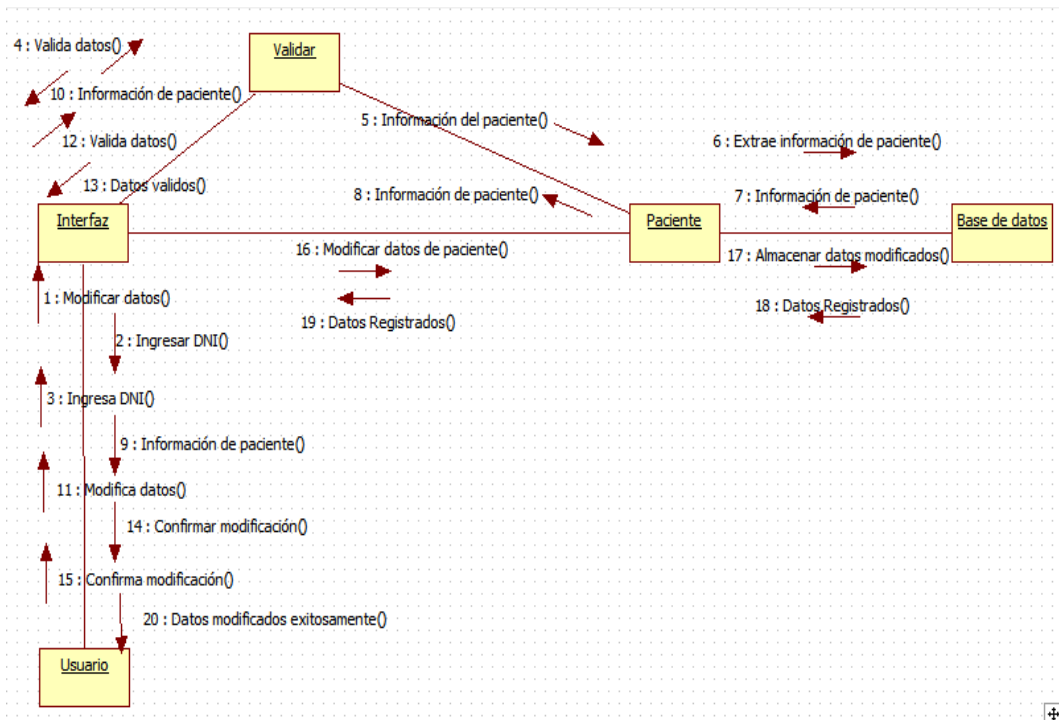 4 : Valida datos()
Validar
10 : Información de paciente()
5 : Información del paciente()
12 : Valida datos()
6 : Extrae información de paciente()
13 : Datos validos()
8 : Información de paciente()
7 : Información de paciente()
Interfaz
Paciente
Base de datos
16 : Modificar datos de paciente()
17 : Almacenar datos modificados()
1 : Modificar datos()
18 : Datos Registrados()
19 : Datos Registrados()
2 : Ingresar DNI()
3 : Ingresa DNI()
9 : Información de paciente()
11 : Modifica datos()
14 : Confirmar modificación()
15 : Confirma modificación()
20 : Datos modificados exitosamente()
Usuario